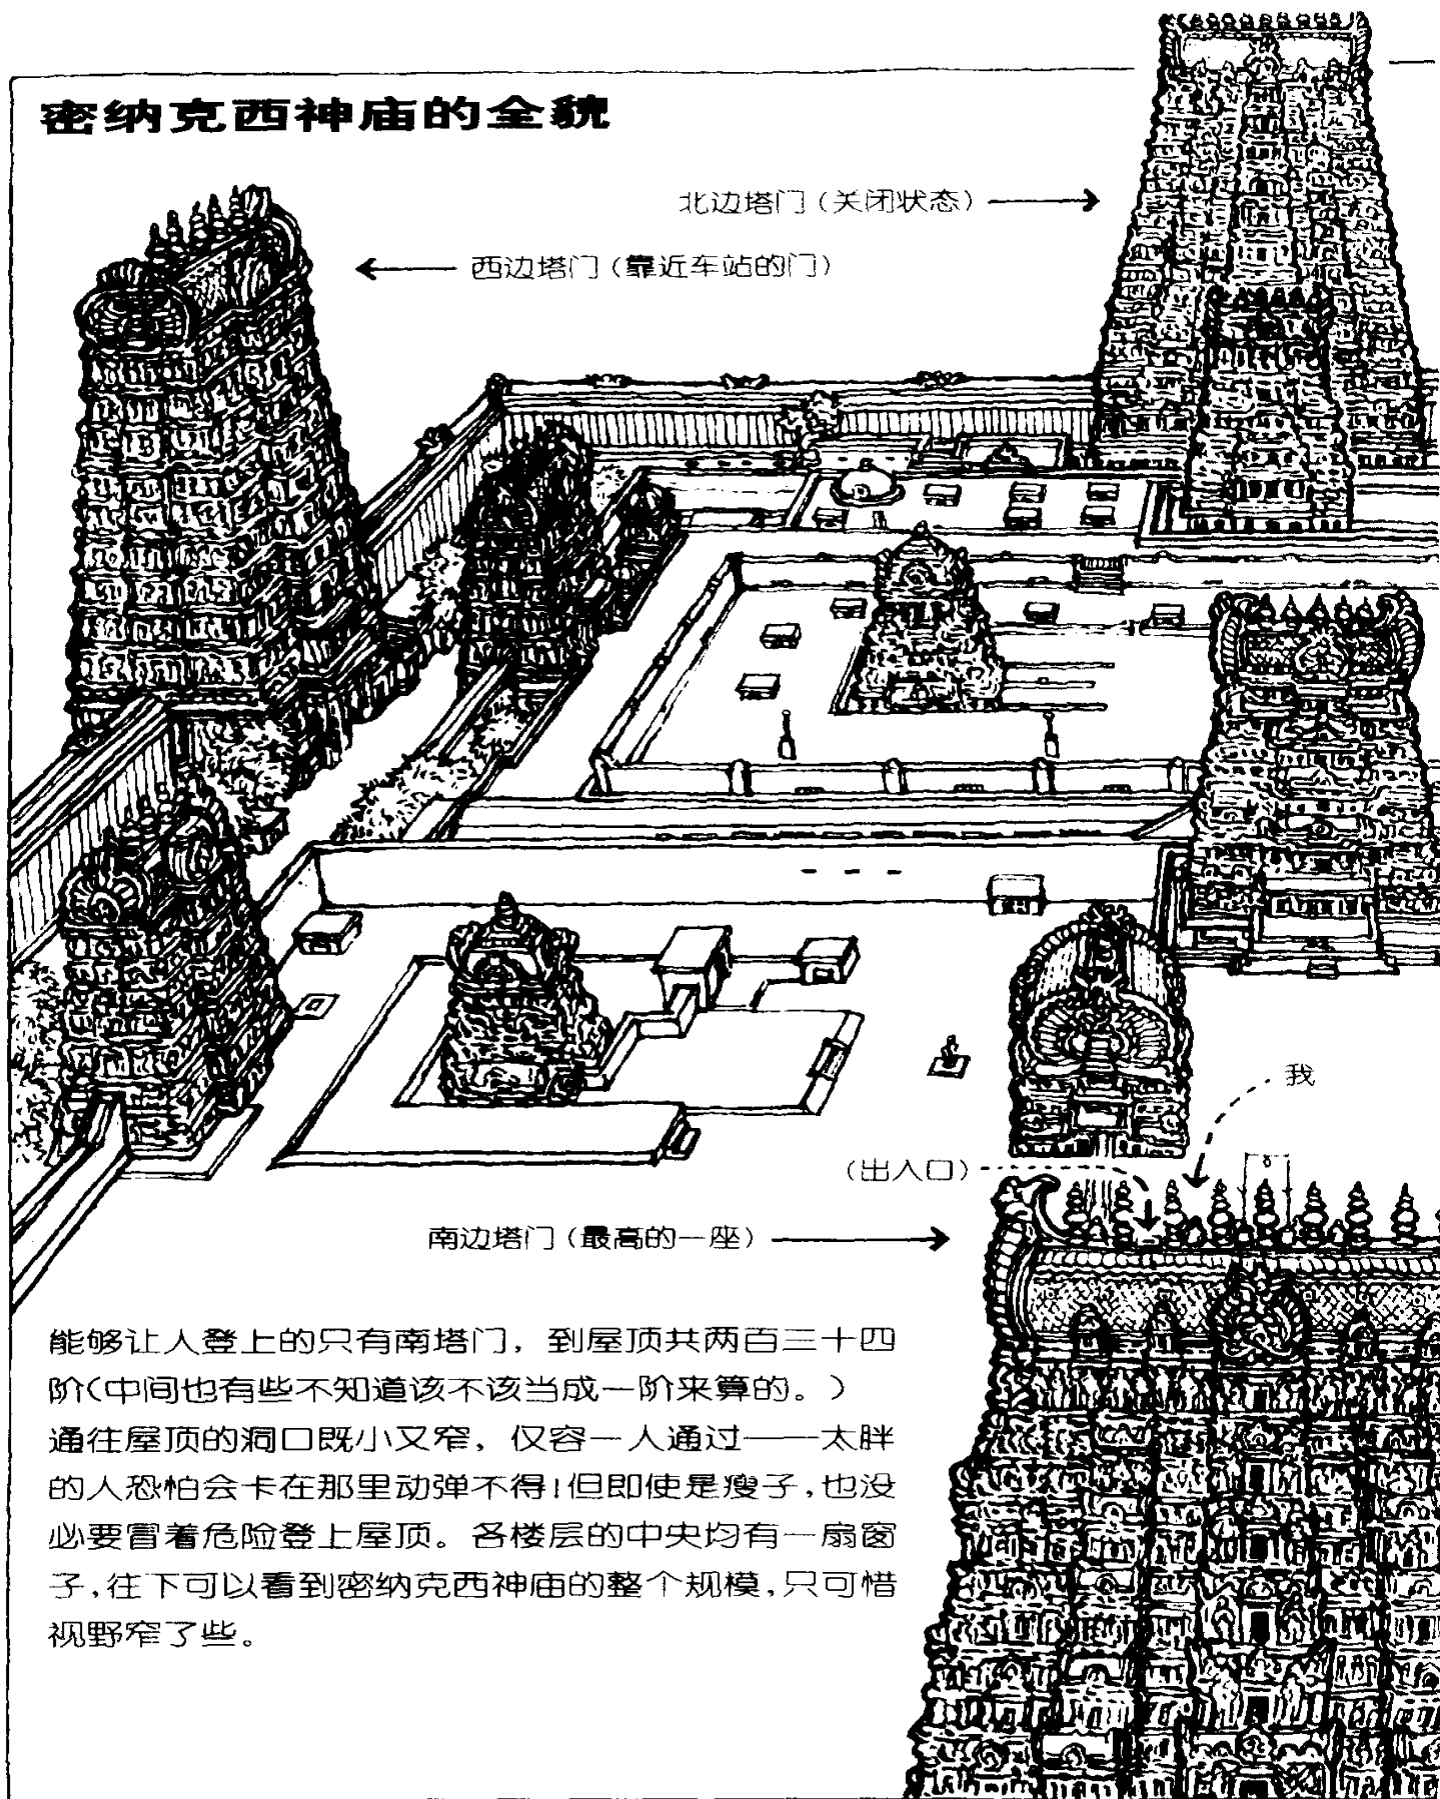 密纳克西神庙的全貌
北边塔门（关闭状态）
西边塔门（靠近车站的门）
我
（出入口）
南边塔门（最高的一座）
能够让人登上的只有南塔门，到屋顶共两百三十四
阶（中间也有些不知道该不该当成一阶来算的。）
通往屋顶的洞口既小又窄，仅容一人通过——太胖
的人恐怕会卡在那里动弹不得！但即使是瘦子，也没
必要冒着危险登上屋顶。各楼层的中央均有一扇窗
子，往下可以看到密纳克西神庙的整个规模，只可惜
视野窄了些。